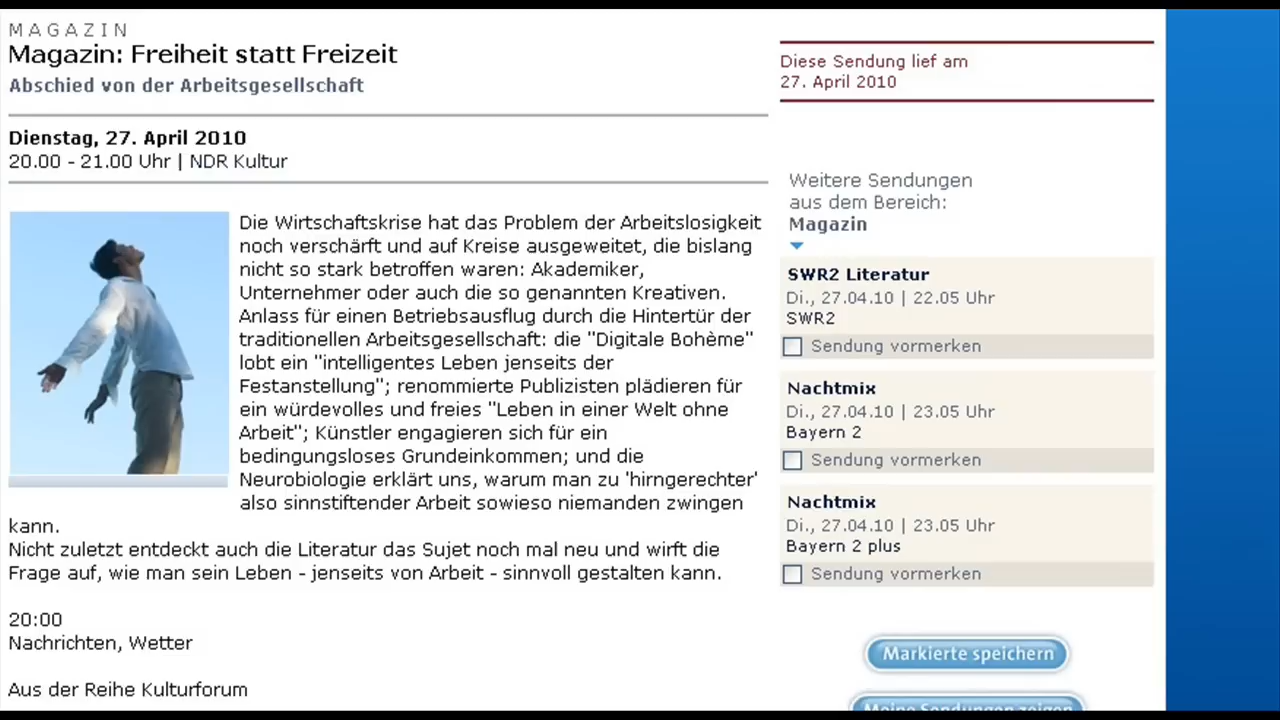 MAGAZIN
Magazin: Freiheit statt Freizeit
Abschied von der Arbeitsgesellschaft
Dienstag, 27. April 2010
20.00 - 21.00 Uhr | NDR Kultur
Die Wirtschaftskrise hat das Problem der Arbeitslosigkeit
noch verschärft und auf Kreise ausgeweitet, die bislang
nicht so stark betroffen waren: Akademiker,
Unternehmer oder auch die so genannten Kreativen.
Anlass für einen Betriebsausflug durch die Hintertür der
traditionellen Arbeitsgesellschaft: die "Digitale Bohème"
lobt ein "intelligentes Leben jenseits der
Festanstellung"; renommierte Publizisten plädieren für
ein würdevolles und freies "Leben in einer Welt ohne
Arbeit"; Künstler engagieren sich für ein
bedingungsloses Grundeinkommen; und die
Neurobiologie erklärt uns, warum man zu 'hirngerechter'
also sinnstiftender Arbeit sowieso niemanden zwingen
kann.
Nicht zuletzt entdeckt auch die Literatur das Sujet noch mal neu und wirft die
Frage auf, wie man sein Leben - jenseits von Arbeit - sinnvoll gestalten kann.
20:00
Nachrichten, Wetter
Aus der Reihe Kulturforum
Diese Sendung lief am
27. April 2010
Weitere Sendungen
aus dem Bereich:
Magazin
SWR2 Literatur
Di., 27.04.10 | 22.05 Uhr
SWR2
Sendung vormerken
Nachtmix
Di., 27.04.10 | 23.05 Uhr
Bayern 2
Sendung vormerken
Nachtmix
Di., 27.04.10 | 23.05 Uhr
Bayern 2 plus
Sendung vormerken
Markierte speichern
Meine Sendungen zeigen